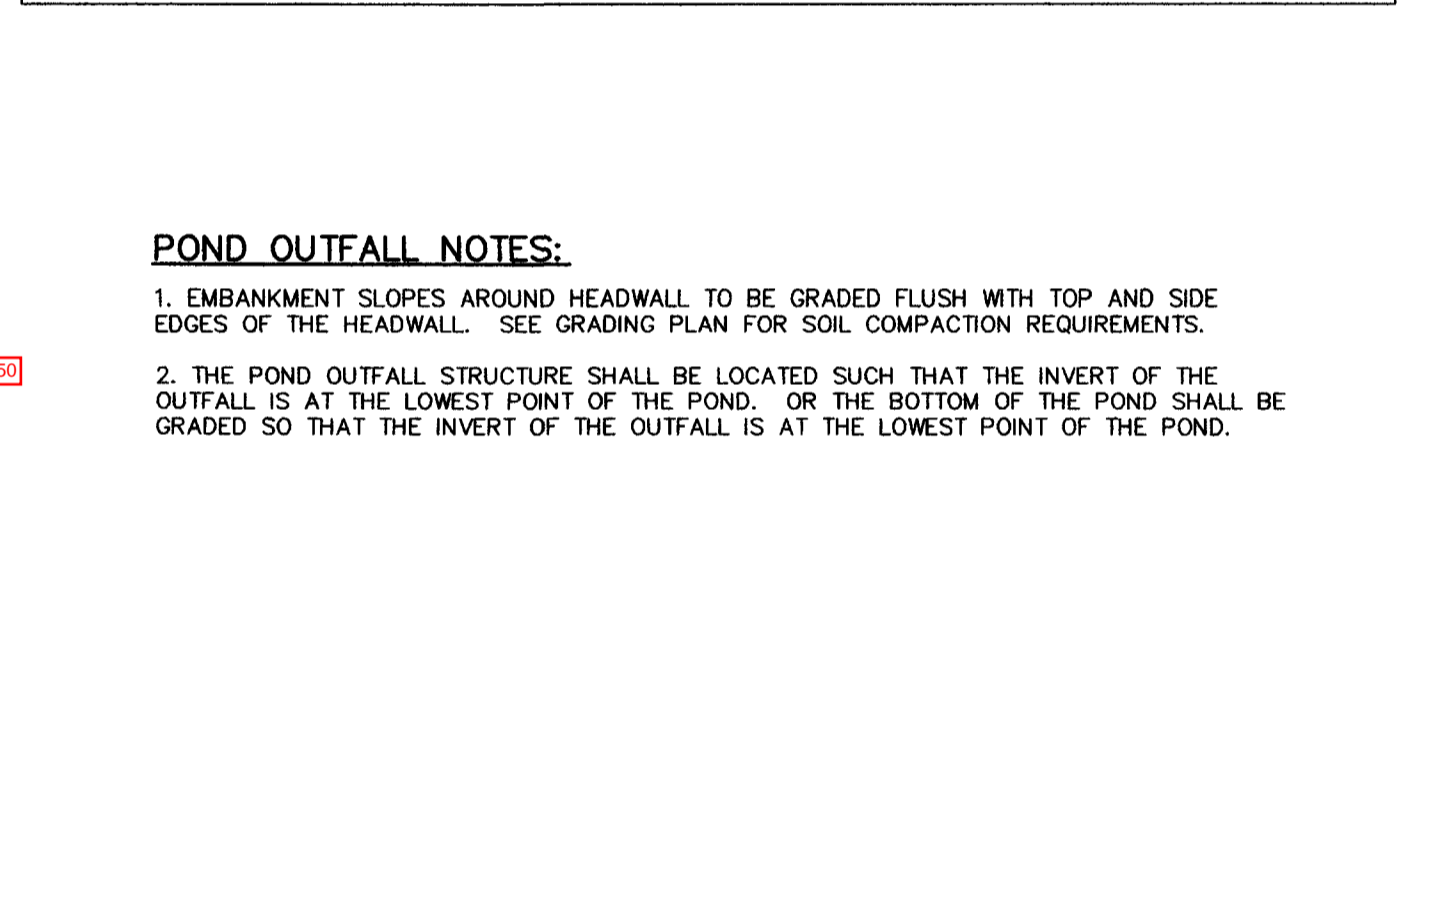 POND OUTFALL NOTES:
1. EMBANKMENT SLOPES AROUND HEADWALL TO BE GRADED FLUSH WITH TOP AND SIDE
EDGES OF THE HEADWALL. SEE GRADING PLAN FOR SOIL COMPACTION REQUIREMENTS.
50
2. THE POND OUTFALL STRUCTURE SHALL BE LOCATED SUCH THAT THE INVERT OF THE
OUTFALL IS AT THE LOWEST POINT OF THE POND. OR THE BOTTOM OF THE POND SHALL BE
GRADED SO THAT THE INVERT OF THE OUTFALL IS AT THE LOWEST POINT OF THE POND.